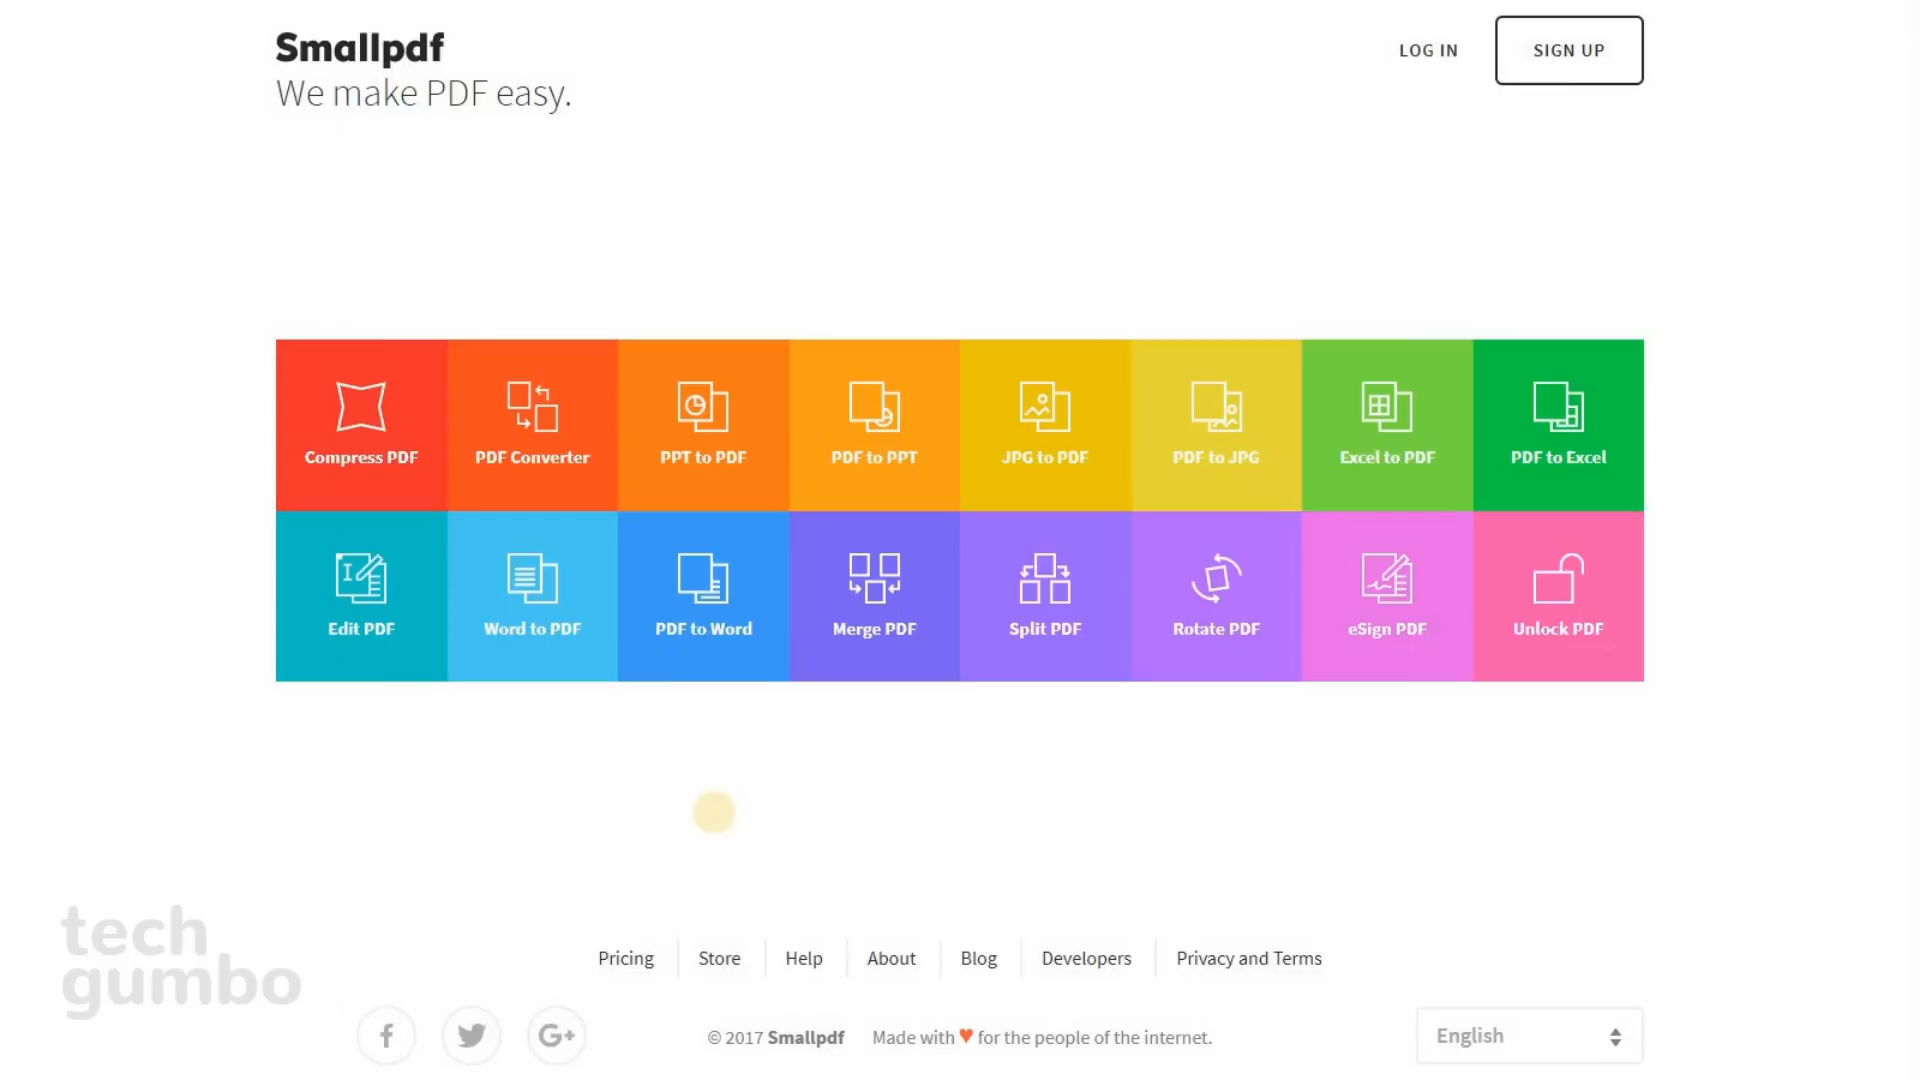 Smallpdf
We make PDF easy.
LOG IN
SIGN UP
Compress PDF
PDF Converter
PPT to PDF
PDF to PPT
JPG to PDF
PDF to JPG
Excel to PDF
PDF to Excel
Edit PDF
Word to PDF
PDF to Word
Merge PDF
Split PDF
Rotate PDF
eSign PDF
Unlock PDF
tech
gumbo
Pricing
Store
Help
About
Blog
Developers
Privacy and Terms
G+
© 2017 Smallpdf
Made with ♥ for the people of the internet.
English